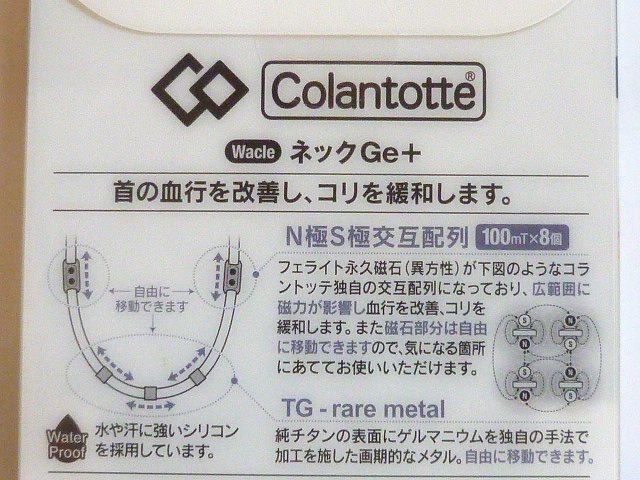 Colantotte®
Wacle ネックGe+
首の血行を改善し、コリを緩和します。
N極S極交互配列 100mT×8個
フェライト永久磁石(異方性)が下図のようなコラ
ントッテ独自の交互配列になっており、広範囲に
磁力が影響し血行を改善、コリを
緩和します。また磁石部分は自由
に移動できますので、気になる箇所
にあててお使いいただけます。
自由に
移動できます
S N
N S
S N
N S
TG - rare metal
純チタンの表面にゲルマニウムを独自の手法で
加工を施した画期的なメタル。自由に移動できます。
Water
Proof
水や汗に強いシリコン
を採用しています。